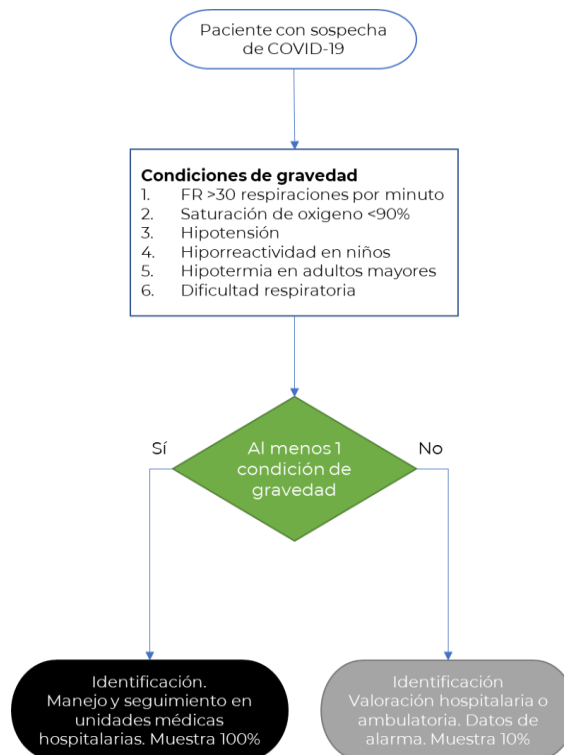 Paciente con sospecha
de COVID-19
Condiciones de gravedad
1. FR >30 respiraciones por minuto
2. Saturación de oxigeno <90%
3. Hipotensión
4. Hiporreactividad en niños
5. Hipotermia en adultos mayores
6. Dificultad respiratoria
Sí
Al menos 1
condición de
gravedad
No
Identificación.
Manejo y seguimiento en
unidades médicas
hospitalarias. Muestra 100%
Identificación
Valoración hospitalaria o
ambulatoria. Datos de
alarma. Muestra 10%